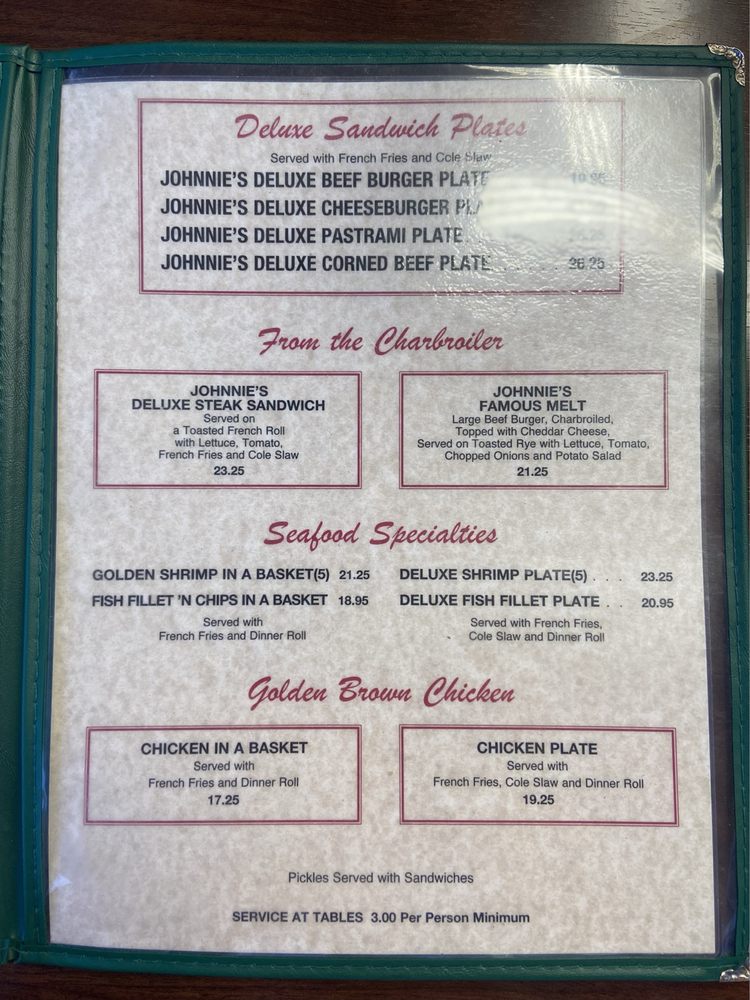 Deluxe Sandwich Plates
Served with French Fries and Cole Slaw
JOHNNIE'S DELUXE BEEF BURGER PLATE
JOHNNIE'S DELUXE CHEESEBURGER
JOHNNIE'S DELUXE PASTRAMI PLATE
JOHNNIE'S DELUXE CORNED BEEF PLATE . . . . . 26.25
From the Charbroiler
JOHNNIE'S
DELUXE STEAK SANDWICH
Served on
a Toasted French Roll
with Lettuce, Tomato,
French Fries and Cole Slaw
23.25
JOHNNIE'S
FAMOUS MELT
Large Beef Burger, Charbroiled,
Topped with Cheddar Cheese,
Served on Toasted Rye with Lettuce, Tomato,
Chopped Onions and Potato Salad
21.25
Seafood Specialties
GOLDEN SHRIMP IN A BASKET(5) 21.25
FISH FILLET 'N CHIPS IN A BASKET 18.95
Served with
French Fries and Dinner Roll
DELUXE SHRIMP PLATE(5) . . . 23.25
DELUXE FISH FILLET PLATE . . 20.95
Served with French Fries,
Cole Slaw and Dinner Roll
Golden Brown Chicken
CHICKEN IN A BASKET
Served with
French Fries and Dinner Roll
17.25
CHICKEN PLATE
Served with
French Fries, Cole Slaw and Dinner Roll
19.25
Pickles Served with Sandwiches
SERVICE AT TABLES 3.00 Per Person Minimum